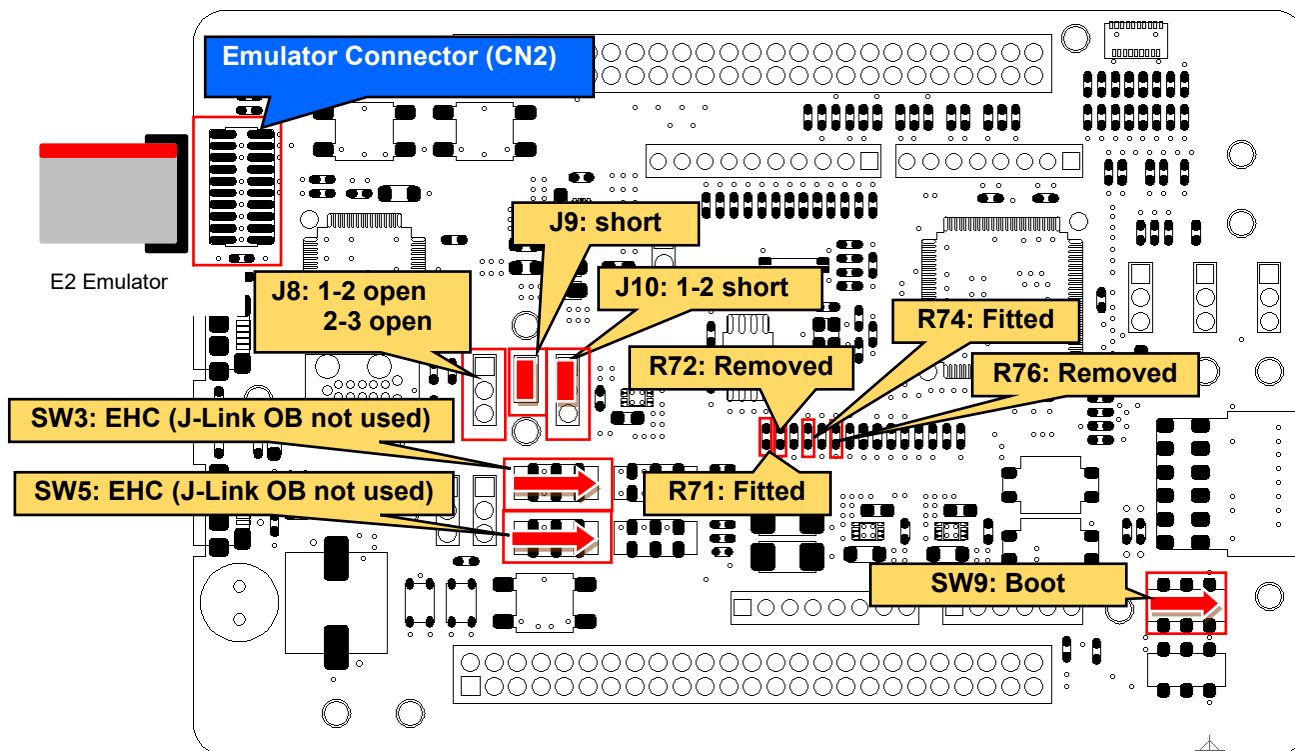 Emulator Connector (CN2)
E2 Emulator
J9: short
J8: 1-2 open
2-3 open
J10: 1-2 short
R74: Fitted
R72: Removed
R76: Removed
SW3: EHC (J-Link OB not used)
SW5: EHC (J-Link OB not used)
R71: Fitted
SW9: Boot